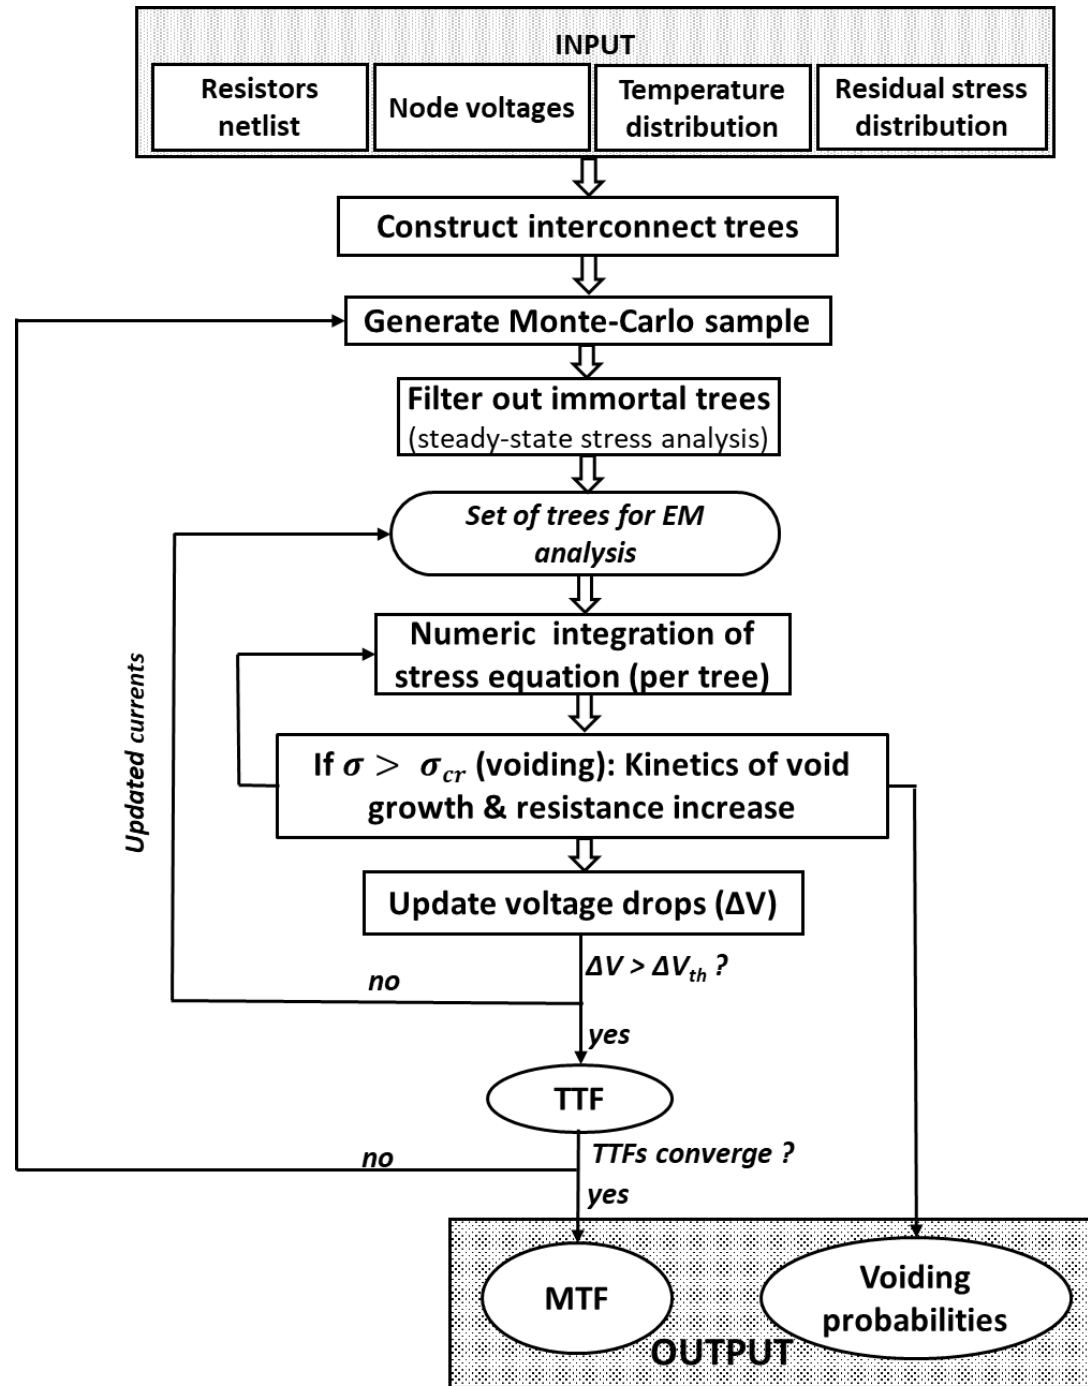 INPUT
Resistors
netlist
Node voltages
Temperature
distribution
Residual stress
distribution
Construct interconnect trees
Generate Monte-Carlo sample
Filter out immortal trees
(steady-state stress analysis)
Set of trees for EM
analysis
Updated currents
Numeric integration of
stress equation (per tree)
If σ > σcr (voiding): Kinetics of void
growth & resistance increase
Update voltage drops (ΔV)
ΔV > ΔVth ?
no
yes
TTF
TTFs converge ?
no
yes
MTF
Voiding
probabilities
OUTPUT